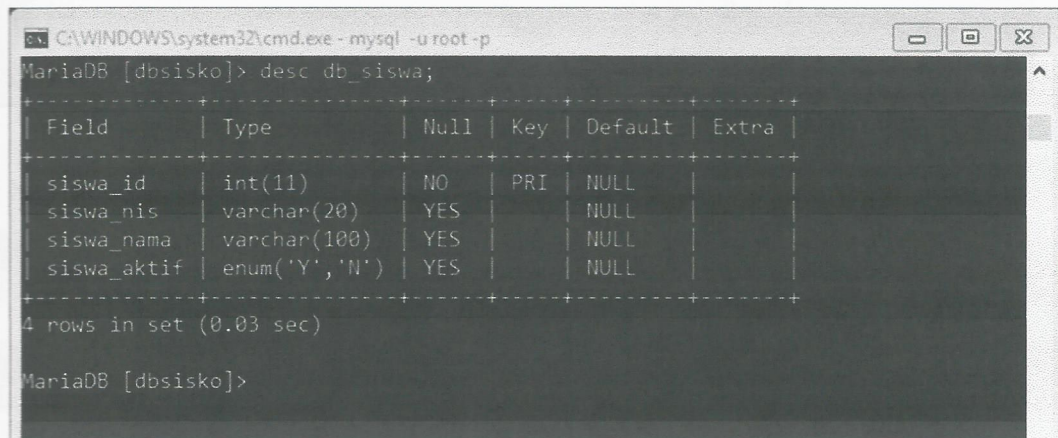 C:\WINDOWS\system32\cmd.exe - mysql -u root -p
MariaDB [dbsisko]> desc db_siswa;
+-------------+---------------+------+-----+---------+-------+
| Field | Type | Null | Key | Default | Extra |
+-------------+---------------+------+-----+---------+-------+
| siswa_id | int(11) | NO | PRI | NULL | |
| siswa_nis | varchar(20) | YES | | NULL | |
| siswa_nama | varchar(100) | YES | | NULL | |
| siswa_aktif | enum('Y','N') | YES | | NULL | |
+-------------+---------------+------+-----+---------+-------+
4 rows in set (0.03 sec)
MariaDB [dbsisko]>